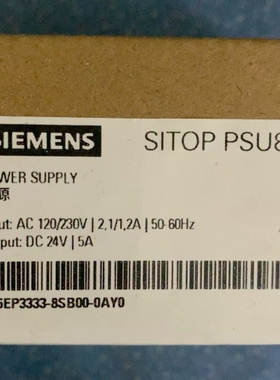 SIEMENS SITOP PSU8
WER SUPPLY
源
ut: AC 120/230V | 2,1/1,2A | 50-60Hz
put: DC 24V | 5A
6EP3333-8SB00-0AY0